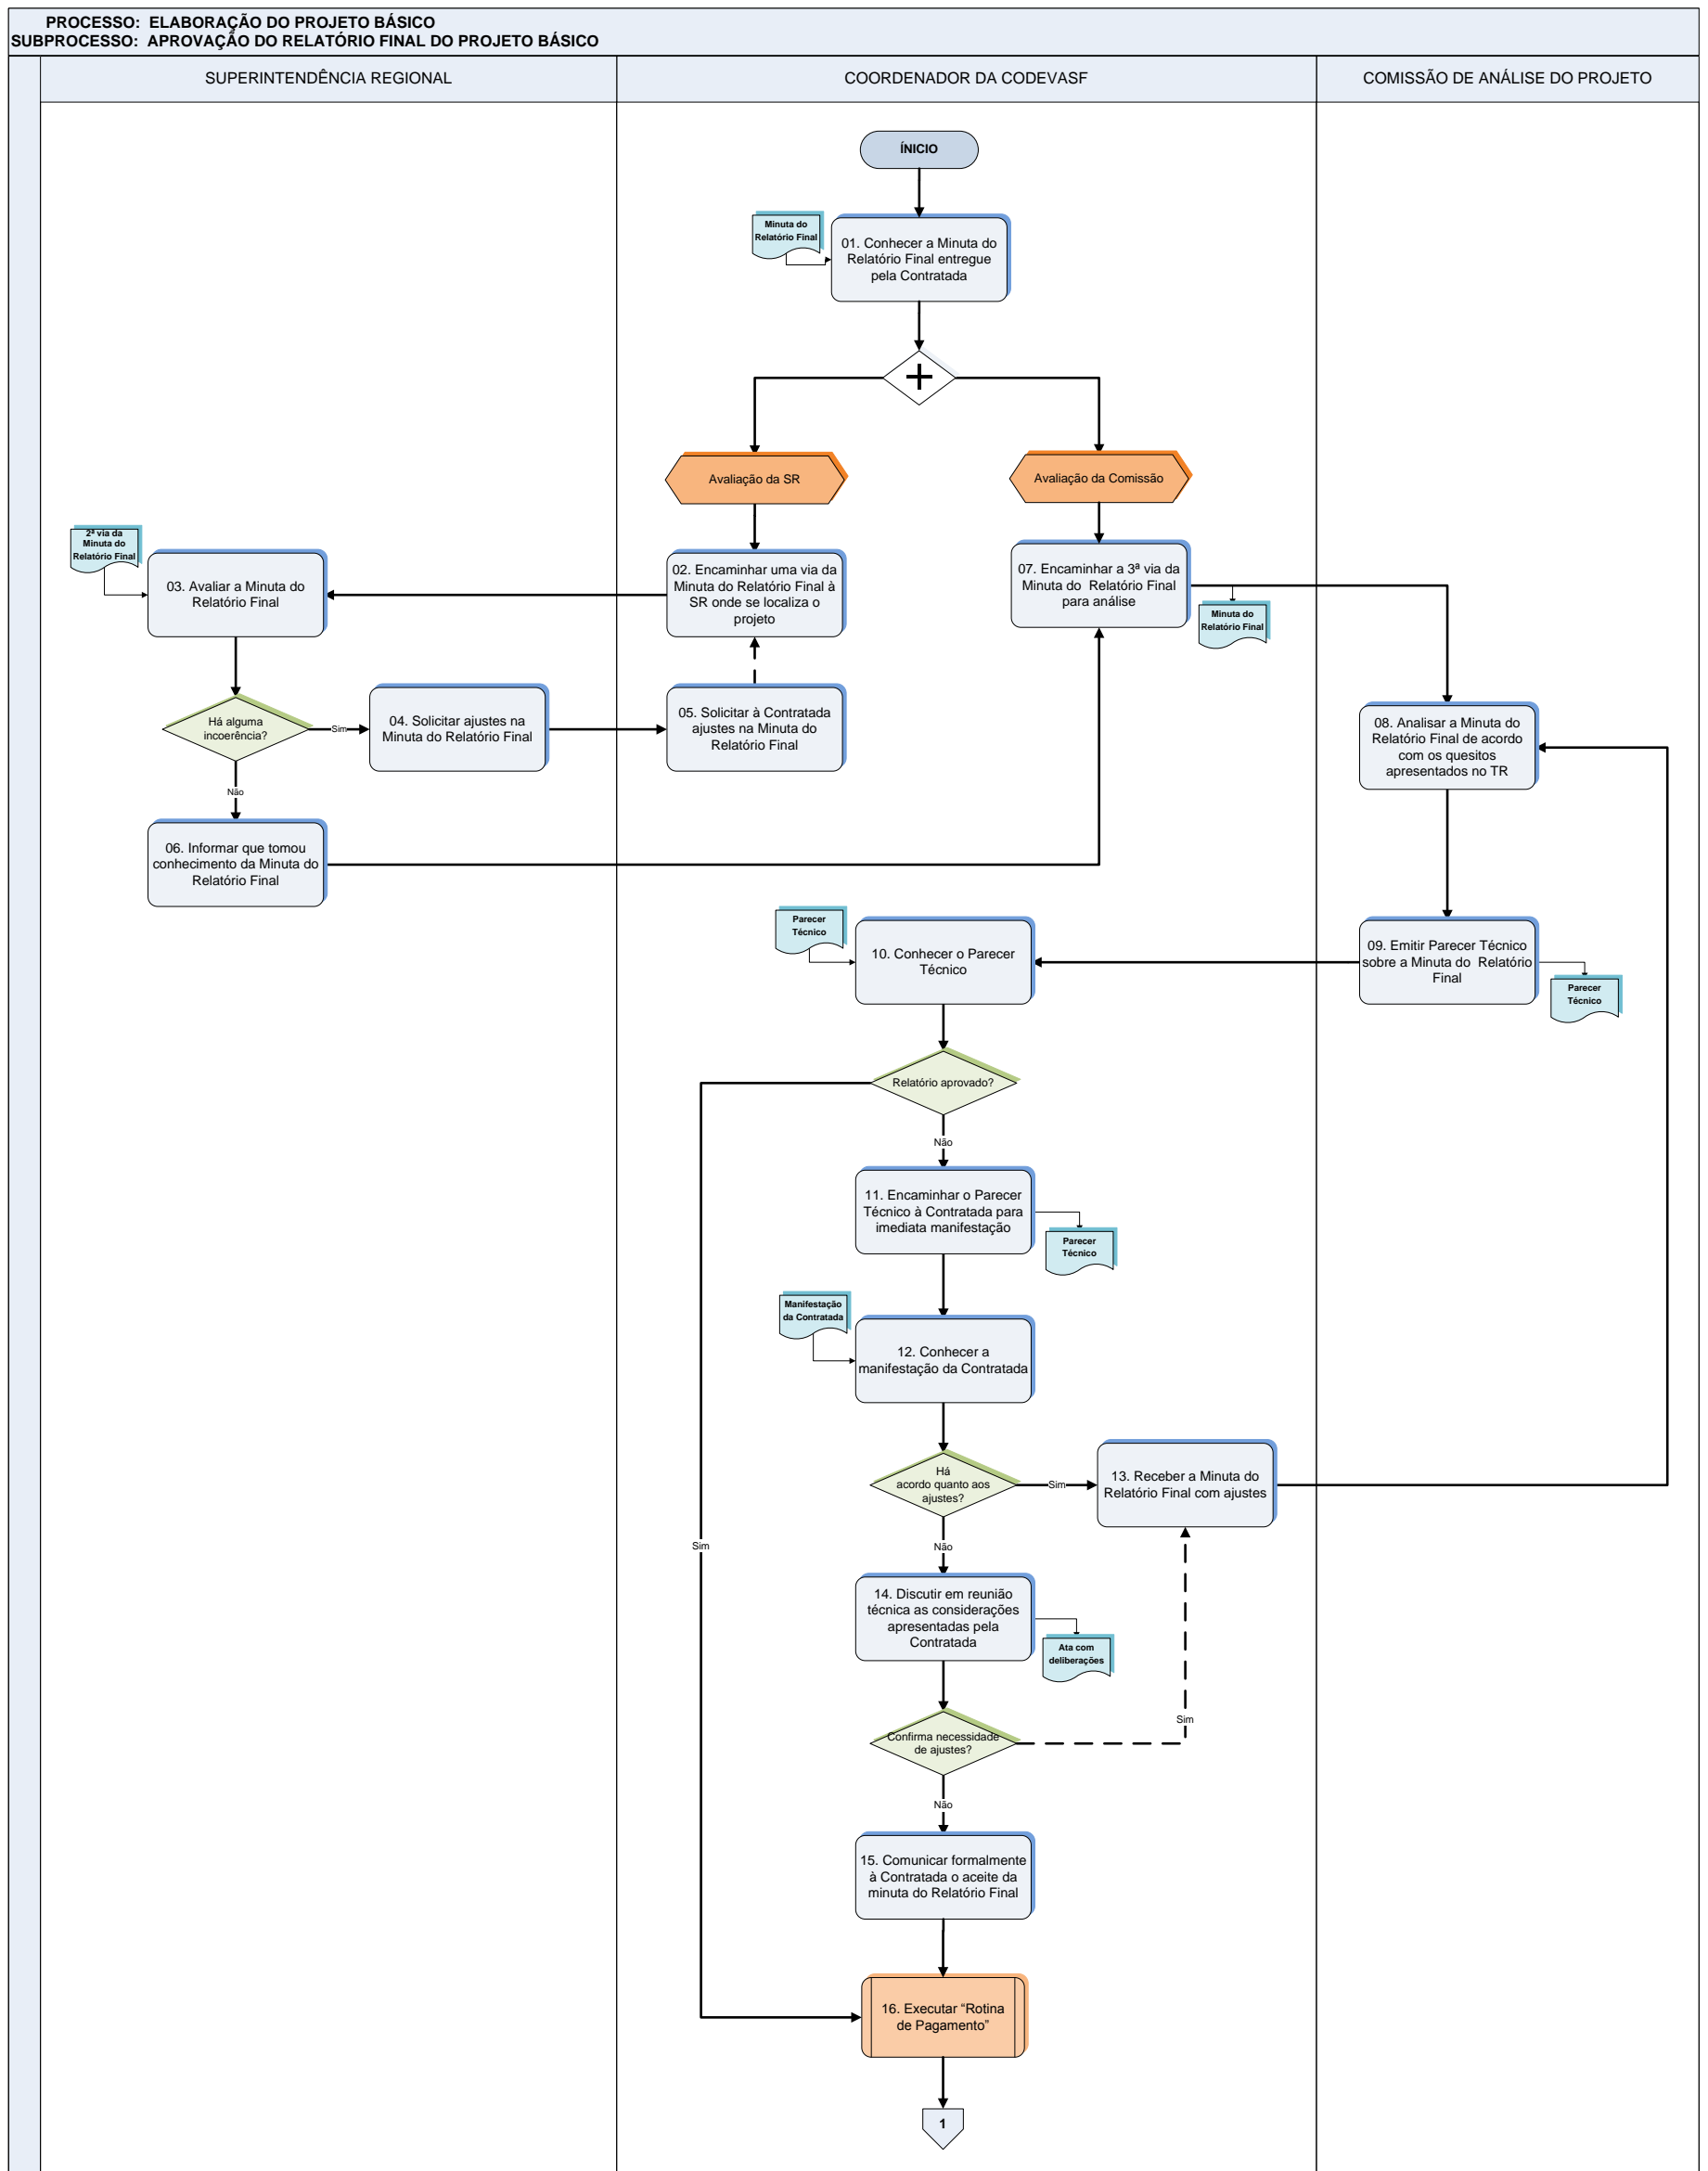 PROCESSO: ELABORAÇÃO DO PROJETO BÁSICO
SUBPROCESSO: APROVAÇÃO DO RELATÓRIO FINAL DO PROJETO BÁSICO
SUPERINTENDÊNCIA REGIONAL
COORDENADOR DA CODEVASF
COMISSÃO DE ANÁLISE DO PROJETO
ÍNICIO
Minuta do
Relatório Final
01. Conhecer a Minuta do
Relatório Final entregue
pela Contratada
Avaliação da SR
Avaliação da Comissão
2ª via da
Minuta do
Relatório Final
03. Avaliar a Minuta do
Relatório Final
02. Encaminhar uma via da
Minuta do Relatório Final à
SR onde se localiza o
projeto
07. Encaminhar a 3ª via da
Minuta do Relatório Final
para análise
Minuta do
Relatório Final
Há alguma
incoerência?
Sim
04. Solicitar ajustes na
Minuta do Relatório Final
05. Solicitar à Contratada
ajustes na Minuta do
Relatório Final
08. Analisar a Minuta do
Relatório Final de acordo
com os quesitos
apresentados no TR
Não
06. Informar que tomou
conhecimento da Minuta do
Relatório Final
Parecer
Técnico
10. Conhecer o Parecer
Técnico
09. Emitir Parecer Técnico
sobre a Minuta do Relatório
Final
Parecer
Técnico
Relatório aprovado?
Não
11. Encaminhar o Parecer
Técnico à Contratada para
imediata manifestação
Parecer
Técnico
Manifestação
da Contratada
12. Conhecer a
manifestação da Contratada
Há
acordo quanto aos
ajustes?
Sim
13. Receber a Minuta do
Relatório Final com ajustes
Sim
Não
14. Discutir em reunião
técnica as considerações
apresentadas pela
Contratada
Ata com
deliberações
Sim
Confirma necessidade
de ajustes?
Não
15. Comunicar formalmente
à Contratada o aceite da
minuta do Relatório Final
16. Executar “Rotina
de Pagamento”
1